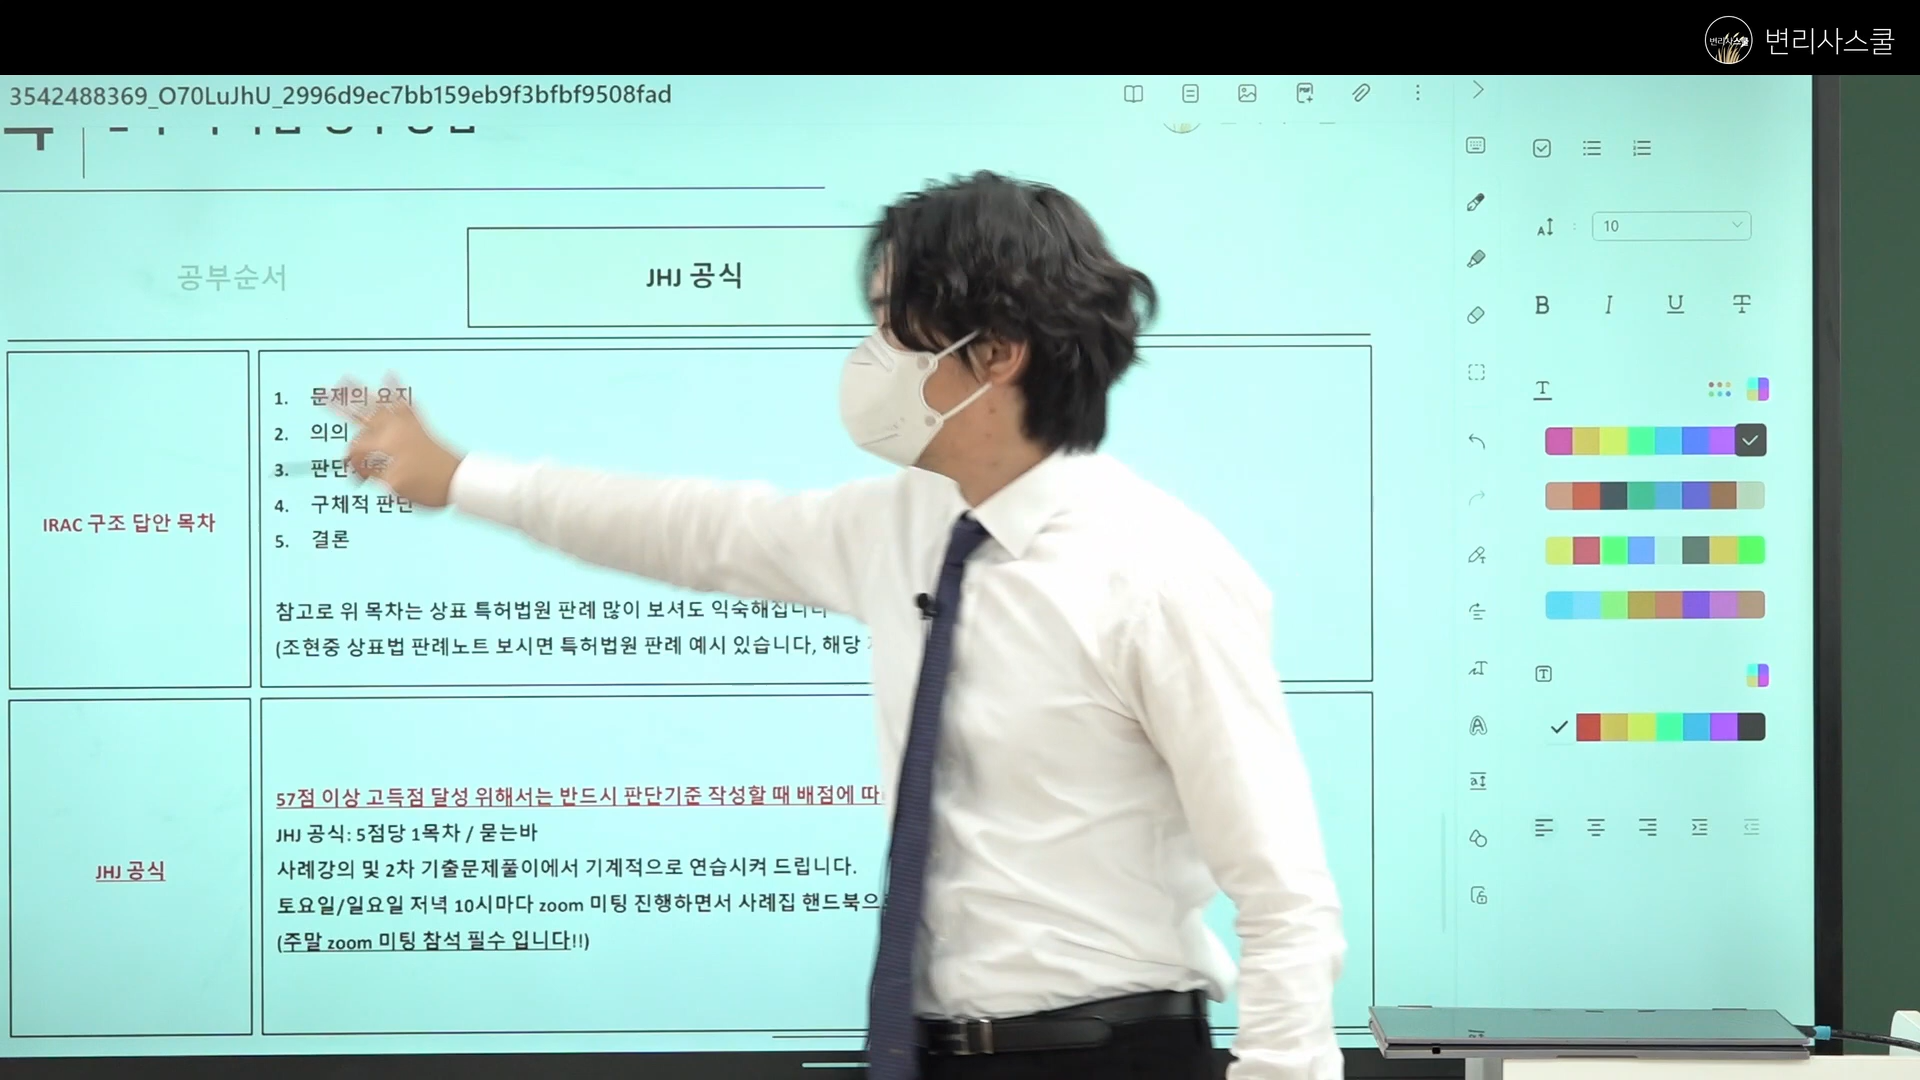 변리사스쿨
3542488369_O70LuJhU_2996d9ec7bb159eb9f3bfbf9508fad
10
공부순서
JHJ 공식
IRAC 구조 답안 목차
1. 문제의 요지
2. 의의
3. 판단기준
4. 구체적 판단
5. 결론
참고로 위 목차는 상표 특허법원 판례 많이 보셔도 익숙해집니다
(조현중 상표법 판례노트 보시면 특허법원 판례 예시 있습니다, 해당
JHJ 공식
57점 이상 고득점 달성 위해서는 반드시 판단기준 작성할 때 배점에
JHJ 공식: 5점당 1목차 / 묻는바
사례강의 및 2차 기출문제풀이에서 기계적으로 연습시켜 드립니다.
토요일/일요일 저녁 10시마다 zoom 미팅 진행하면서 사례집 핸드북으
(주말 zoom 미팅 참석 필수 입니다!!)